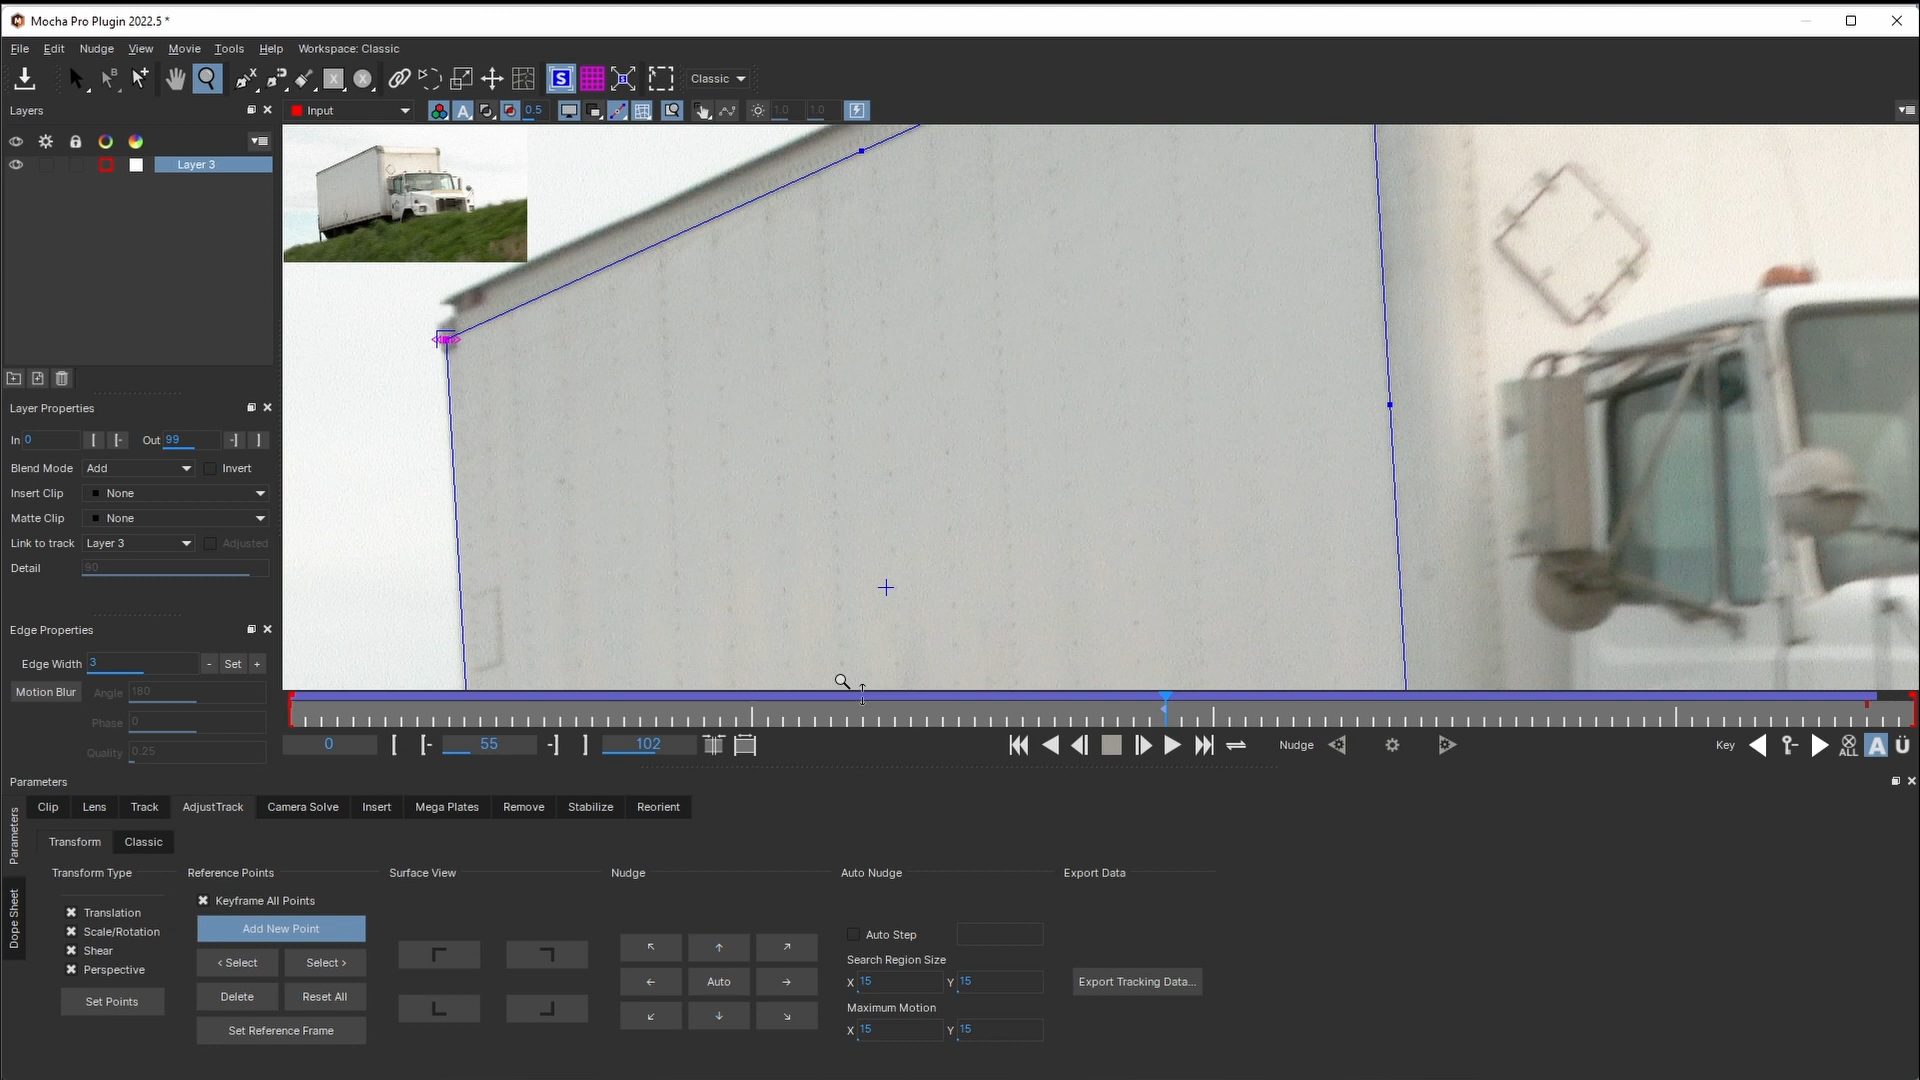 Mocha Pro Plugin 2022.5 *
File Edit Nudge View Movie Tools Help Workspace: Classic
Classic
Layers
Input
0.5
1.0
1.0
Layer 3
Layer Properties
In 0 Out 99
Blend Mode Add Invert
Insert Clip None
Matte Clip None
Link to track Layer 3 Adjusted
Detail 90
Edge Properties
Edge Width 3 - Set +
Motion Blur Angle 180
Phase 0
Quality 0.25
0 55 102
Nudge
Key
ALL
Parameters
Clip Lens Track AdjustTrack Camera Solve Insert Mega Plates Remove Stabilize Reorient
Parameters
Dope Sheet
Transform Classic
Transform Type Reference Points Surface View Nudge Auto Nudge Export Data
Keyframe All Points
Translation
Scale/Rotation
Shear
Perspective
Set Points
Add New Point
< Select Select >
Delete Reset All
Set Reference Frame
Auto
Auto Step
Search Region Size
X 15 Y 15
Maximum Motion
X 15 Y 15
Export Tracking Data...